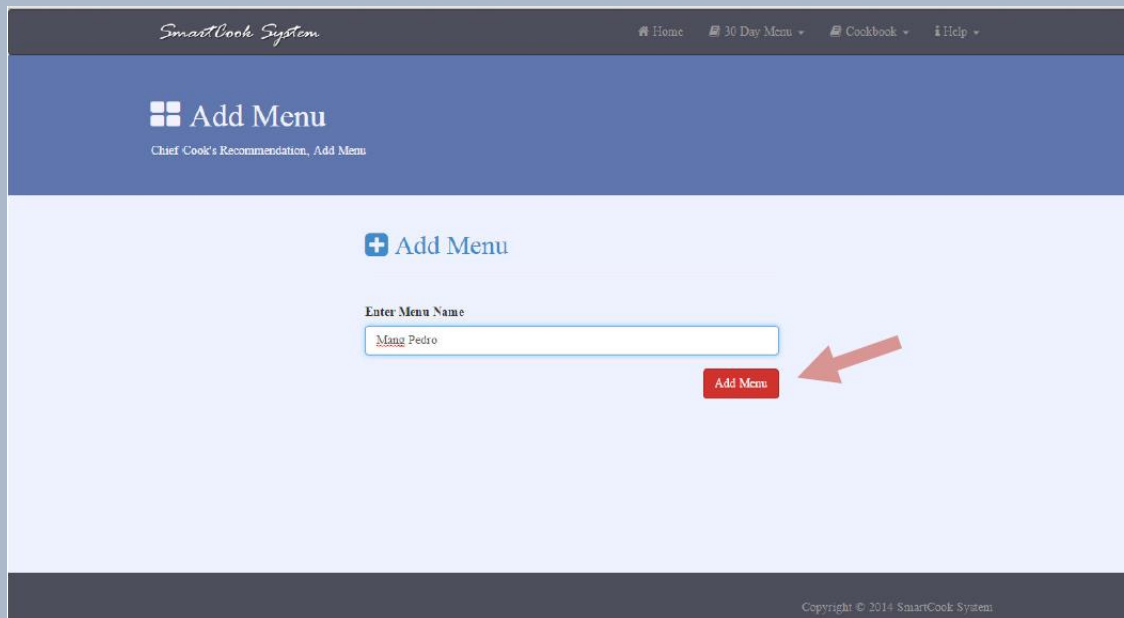 SmartCook System
Home 30 Day Menu Cookbook Help
Add Menu
Chief Cook's Recommendation, Add Menu
Add Menu
Enter Menu Name
Mang Pedro
Add Menu
Copyright © 2014 SmartCook System